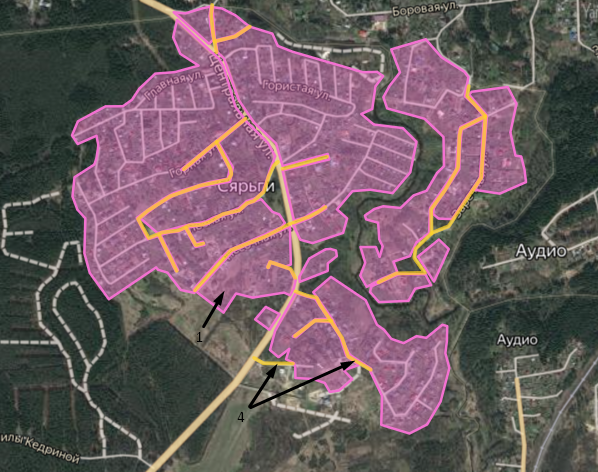 Боровая ул.
Главная ул.
Центральная ул.
Гористая ул.
Сярьги
Аудио
1
Аудио
4
илы Кедриной